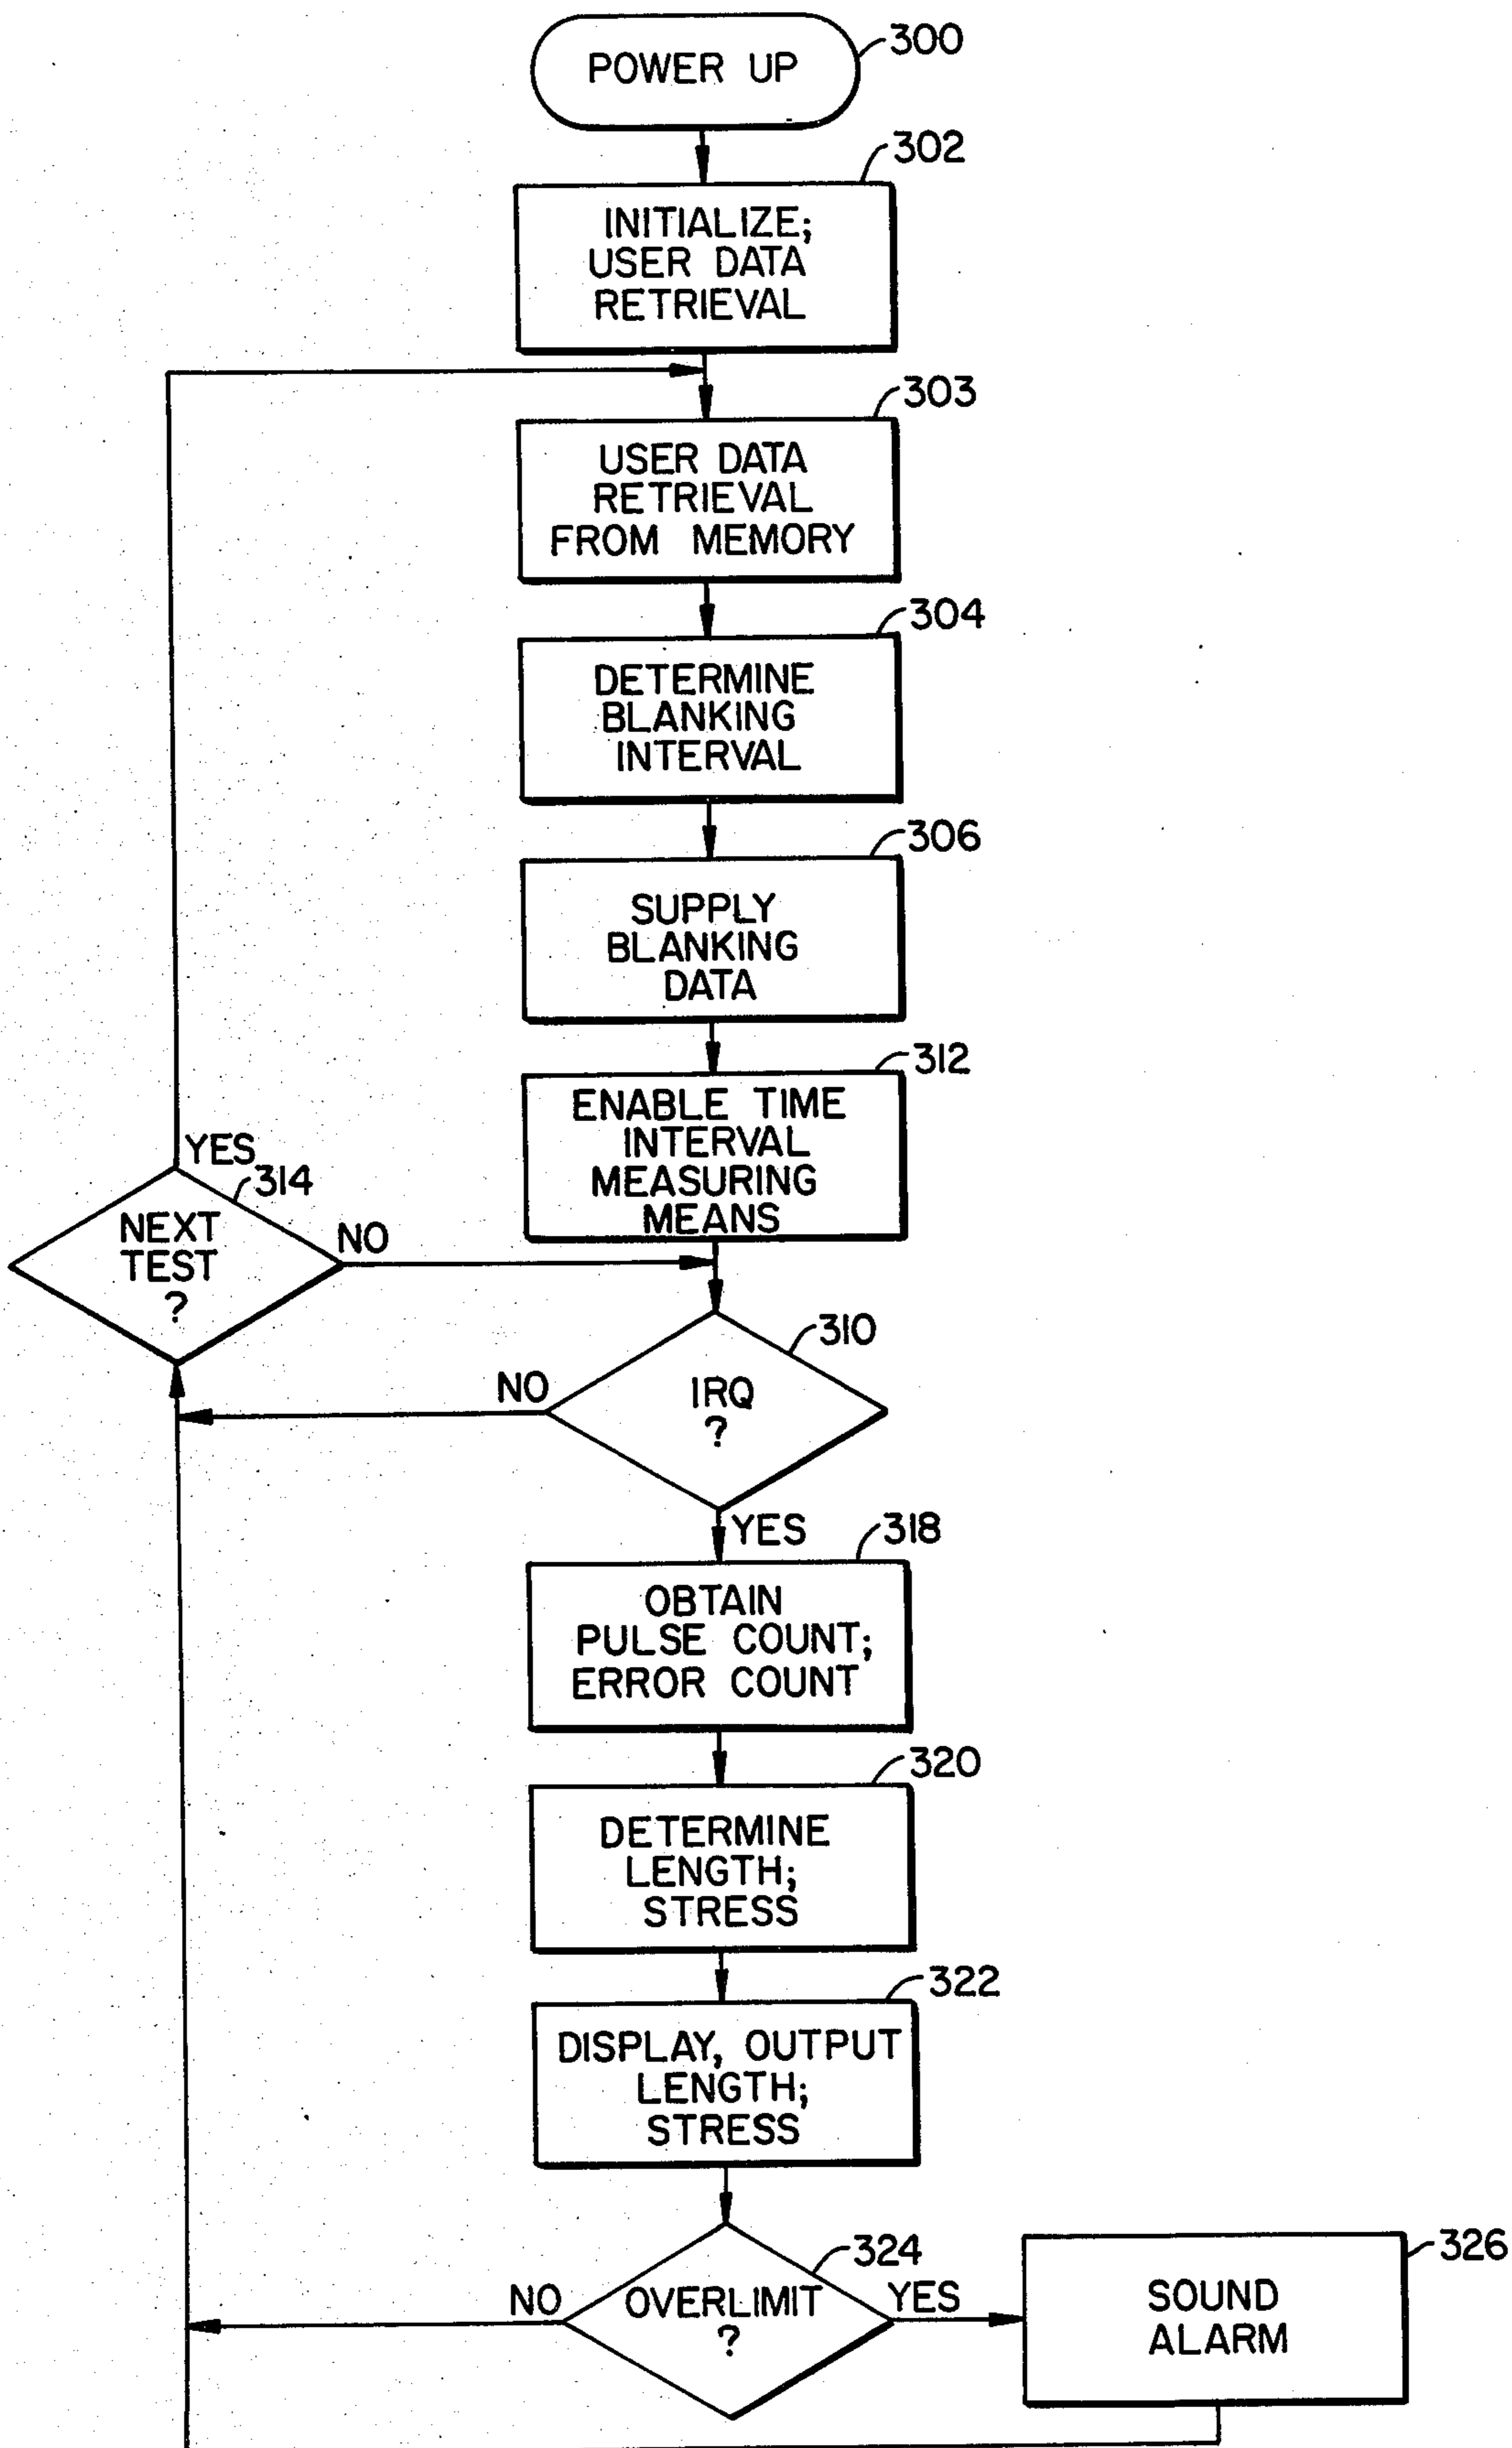 POWER UP
300
302
INITIALIZE;
USER DATA
RETRIEVAL
303
USER DATA
RETRIEVAL
FROM MEMORY
304
DETERMINE
BLANKING
INTERVAL
306
SUPPLY
BLANKING
DATA
312
ENABLE TIME
INTERVAL
MEASURING
MEANS
YES
314
NEXT
TEST
?
NO
310
IRQ
?
NO
YES
318
OBTAIN
PULSE COUNT;
ERROR COUNT
320
DETERMINE
LENGTH;
STRESS
322
DISPLAY, OUTPUT
LENGTH;
STRESS
324
OVERLIMIT
?
NO
YES
326
SOUND
ALARM